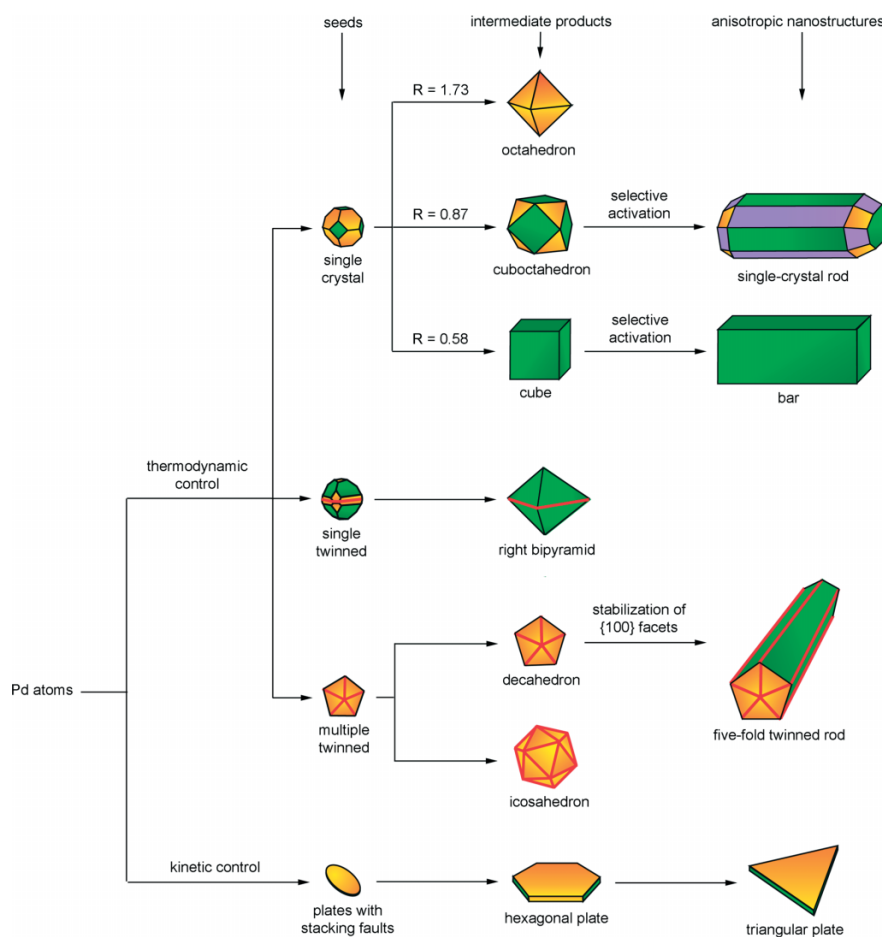 seeds
intermediate products
anisotropic nanostructures
R = 1.73
octahedron
single
crystal
R = 0.87
cuboctahedron
selective
activation
single-crystal rod
R = 0.58
cube
selective
activation
bar
thermodynamic
control
single
twinned
right bipyramid
Pd atoms
multiple
twinned
decahedron
stabilization of
{100} facets
five-fold twinned rod
icosahedron
kinetic control
plates with
stacking faults
hexagonal plate
triangular plate